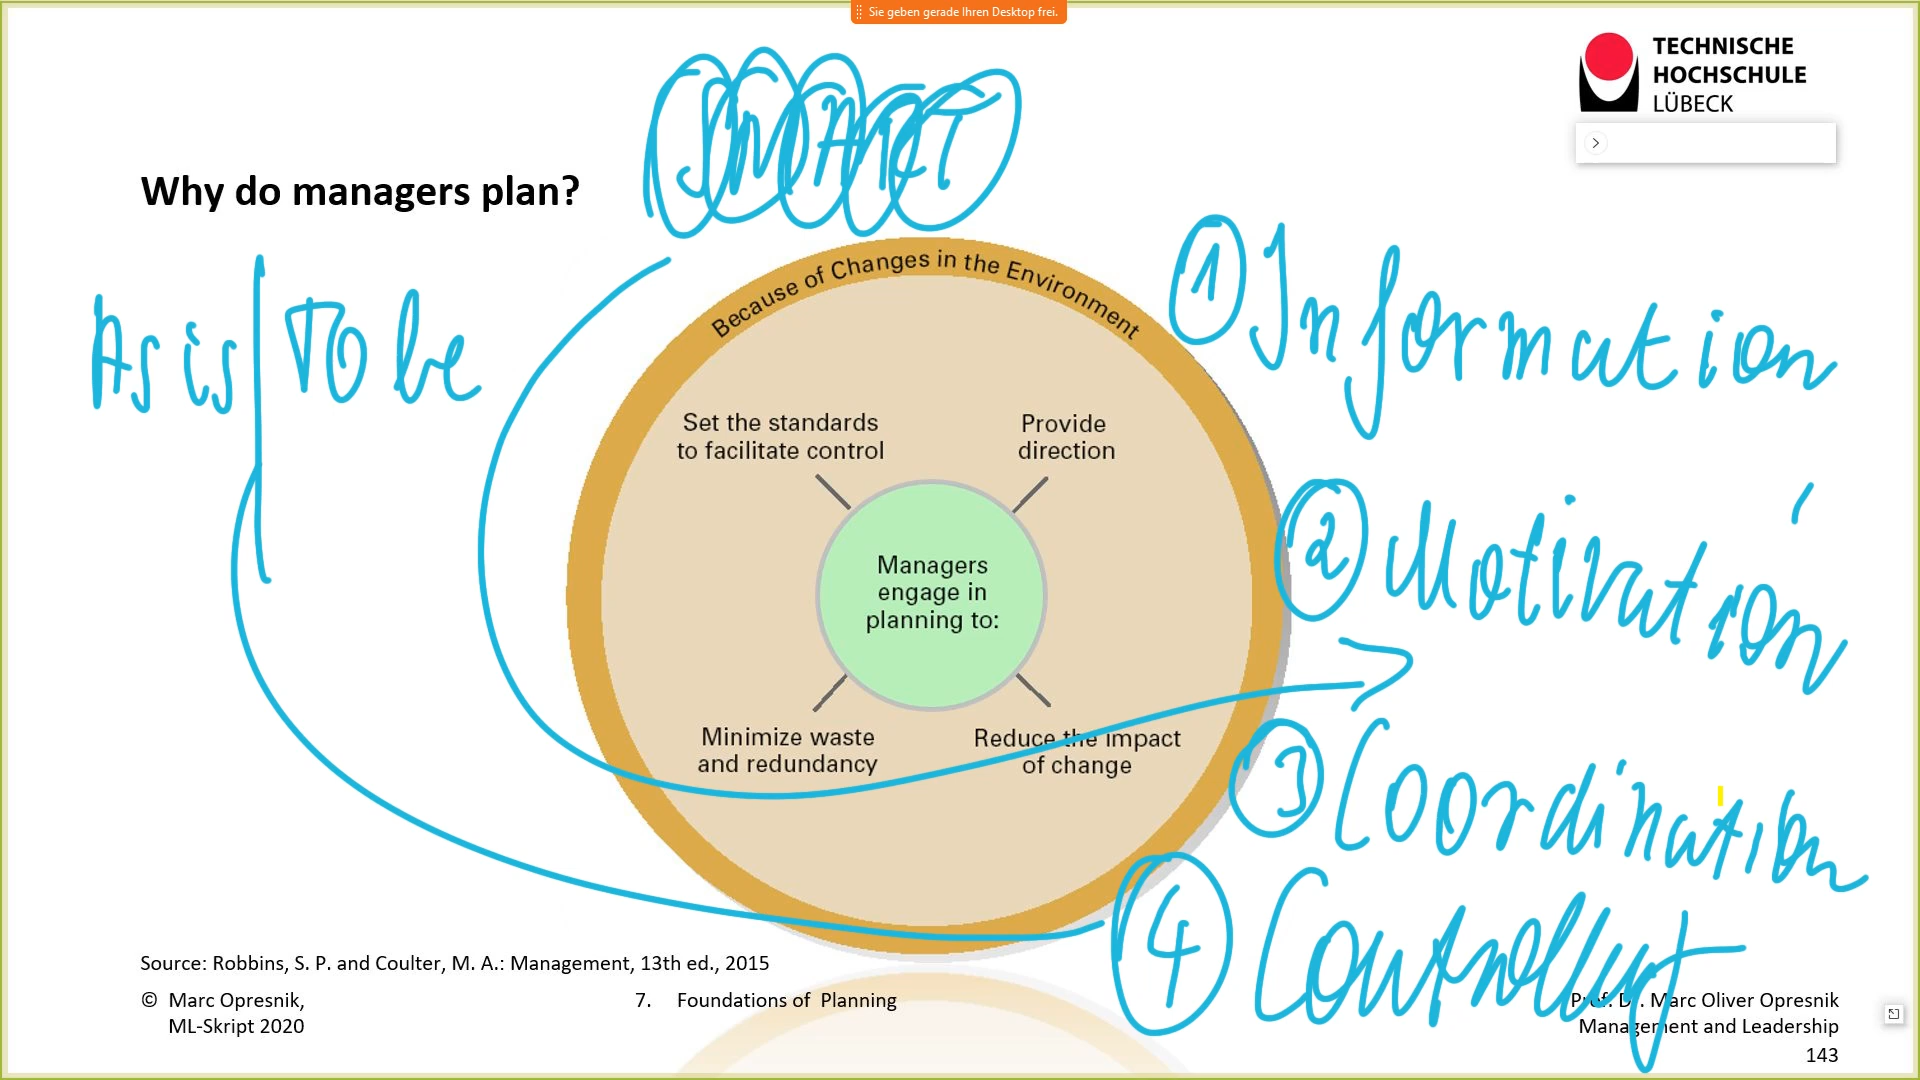 Sie geben gerade Ihren Desktop frei.
TECHNISCHE
HOCHSCHULE
LÜBECK
SMART
Why do managers plan?
As is | To be
Because of Changes in the Environment
Set the standards
to facilitate control
Provide
direction
Managers
engage in
planning to:
Minimize waste
and redundancy
Reduce the impact
of change
1 Information
2 Motivation
3 Coordination
4 Controlling
Source: Robbins, S. P. and Coulter, M. A.: Management, 13th ed., 2015
© Marc Opresnik,
ML-Skript 2020
7. Foundations of Planning
Prof. Dr. Marc Oliver Opresnik
Management and Leadership
143